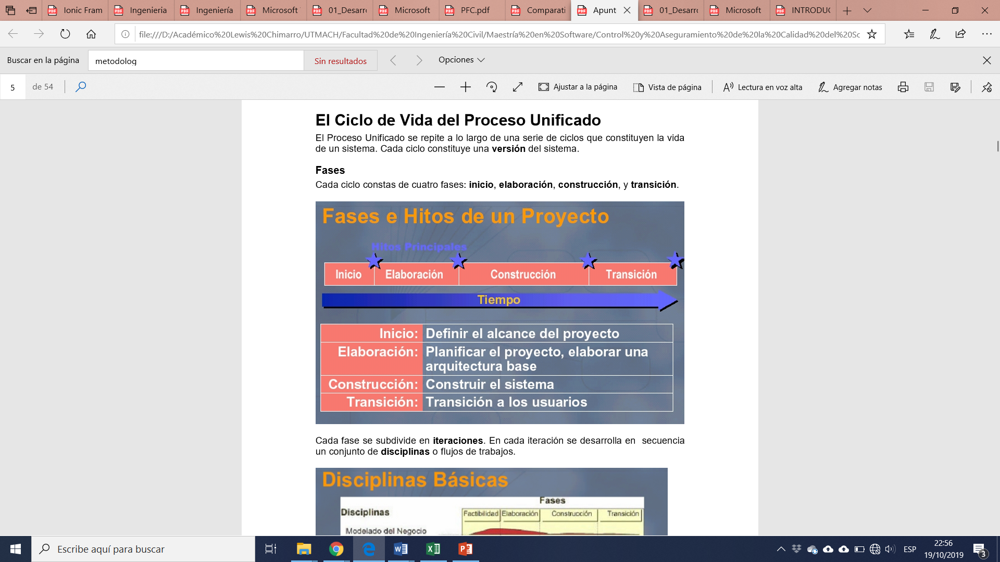 Ionic Fram
Ingenieria
Ingeniería
Microsoft
01_Desarr
Microsoft
PFC.pdf
Comparati
Apunt
01_Desarr
Microsoft
INTRODUC
file:///D:/Académico%20Lewis%20Chimarro/UTMACH/Facultad%20de%20Ingeniería%20Civil/Maestría%20en%20Software/Control%20y%20Aseguramiento%20de%20la%20Calidad%20del%20Sc
Buscar en la página
metodolog
Sin resultados
Opciones
5 de 54
Ajustar a la página
Vista de página
Lectura en voz alta
Agregar notas
El Ciclo de Vida del Proceso Unificado
El Proceso Unificado se repite a lo largo de una serie de ciclos que constituyen la vida
de un sistema. Cada ciclo constituye una versión del sistema.
Fases
Cada ciclo constas de cuatro fases: inicio, elaboración, construcción, y transición.
Fases e Hitos de un Proyecto
Hitos Principales
Inicio Elaboración Construcción Transición
Tiempo
Inicio: Definir el alcance del proyecto
Elaboración: Planificar el proyecto, elaborar una
arquitectura base
Construcción: Construir el sistema
Transición: Transición a los usuarios
Cada fase se subdivide en iteraciones. En cada iteración se desarrolla en secuencia
un conjunto de disciplinas o flujos de trabajos.
Disciplinas Básicas
Fases
Disciplinas
Factibilidad Elaboración Construcción Transición
Modelado del Negocio
Escribe aquí para buscar
ESP
22:56
19/10/2019
3